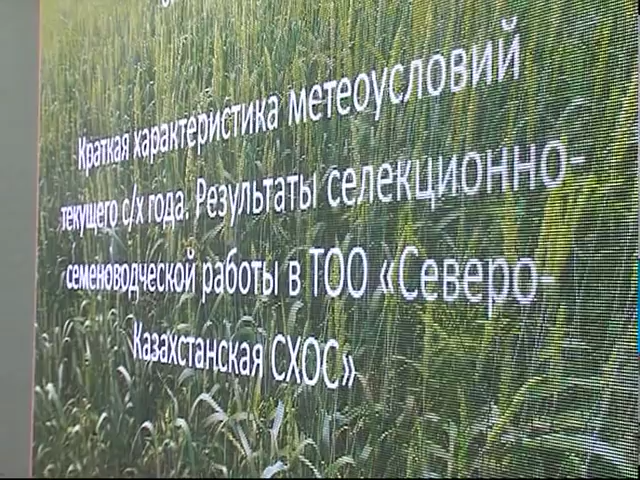 Краткая характеристика метеоусловий
текущего с/х года. Результаты селекционно-
семеноводческой работы в ТОО «Северо-
Казахстанская СХОС»